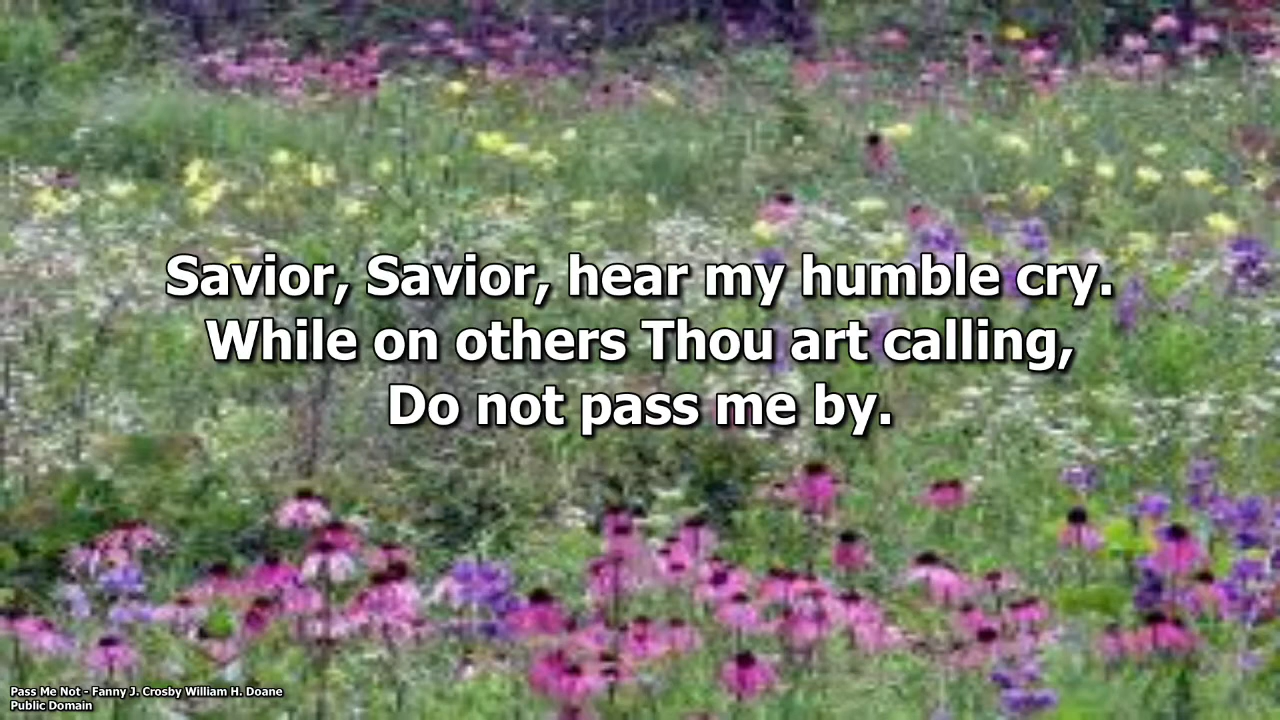 Savior, Savior, hear my humble cry.
While on others Thou art calling,
Do not pass me by.
Pass Me Not - Fanny J. Crosby William H. Doane
Public Domain